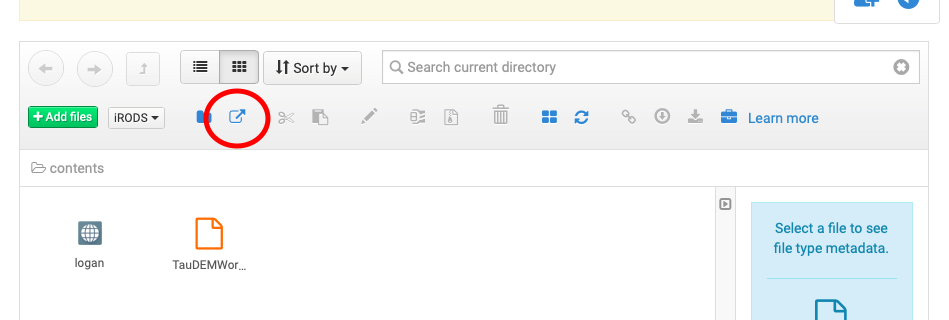 Sort by
Search current directory
Add files
iRODS
Learn more
contents
logan
TauDEMWor...
Select a file to see
file type metadata.